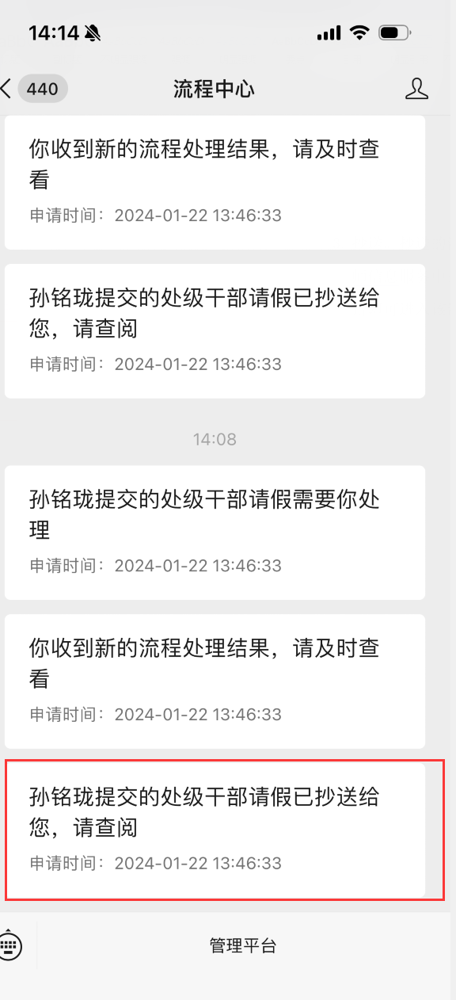 14:14
440
流程中心
你收到新的流程处理结果，请及时查
看
申请时间：2024-01-22 13:46:33
孙铭珑提交的处级干部请假已抄送给
您，请查阅
申请时间：2024-01-22 13:46:33
14:08
孙铭珑提交的处级干部请假需要你处
理
申请时间：2024-01-22 13:46:33
你收到新的流程处理结果，请及时查
看
申请时间：2024-01-22 13:46:33
孙铭珑提交的处级干部请假已抄送给
您，请查阅
申请时间：2024-01-22 13:46:33
管理平台